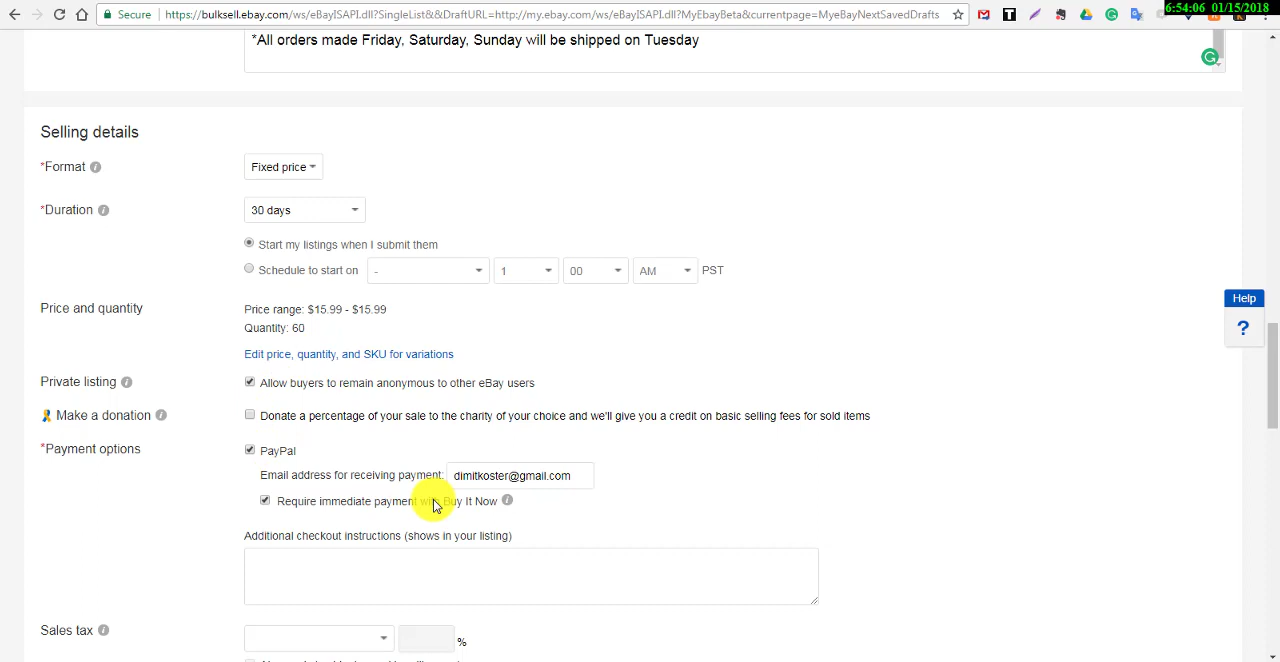 Secure
https://bulksell.ebay.com/ws/eBayISAPI.dll?SingleList&&DraftURL=http://my.ebay.com/ws/eBayISAPI.dll?MyEbayBeta&currentpage=MyeBayNextSavedDrafts
6:54:06 01/15/2018
*All orders made Friday, Saturday, Sunday will be shipped on Tuesday
Selling details
*Format
Fixed price
*Duration
30 days
Start my listings when I submit them
Schedule to start on
-
1
00
AM
PST
Price and quantity
Price range: $15.99 - $15.99
Quantity: 60
Edit price, quantity, and SKU for variations
Private listing
Allow buyers to remain anonymous to other eBay users
Make a donation
Donate a percentage of your sale to the charity of your choice and we'll give you a credit on basic selling fees for sold items
*Payment options
PayPal
Email address for receiving payment:
dimitkoster@gmail.com
Require immediate payment with Buy It Now
Additional checkout instructions (shows in your listing)
Sales tax
%
Help
?